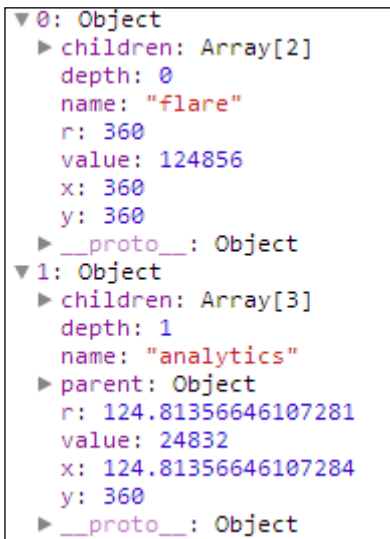 ▼0: Object
▶children: Array[2]
depth: 0
name: "flare"
r: 360
value: 124856
x: 360
y: 360
▶__proto__: Object
▼1: Object
▶children: Array[3]
depth: 1
name: "analytics"
▶parent: Object
r: 124.81356646107281
value: 24832
x: 124.81356646107284
y: 360
▶__proto__: Object